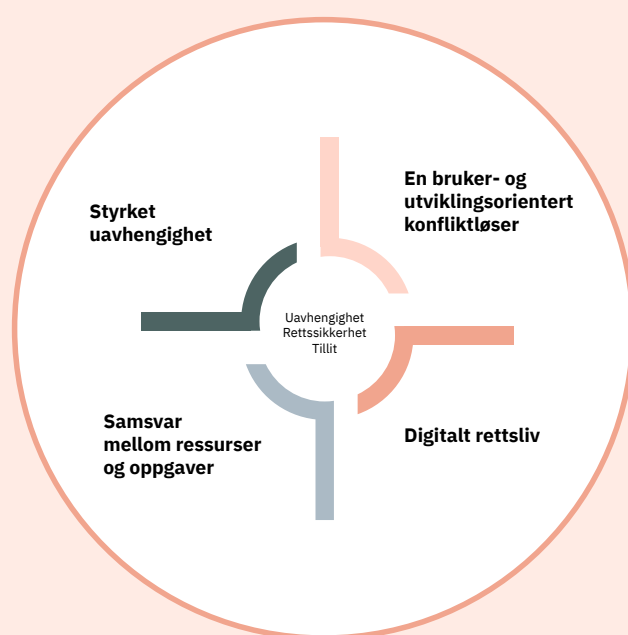 Styrket
uavhengighet
En bruker- og
utviklingsorientert
konfliktløser
Uavhengighet
Rettssikkerhet
Tillit
Samsvar
mellom ressurser
og oppgaver
Digitalt rettsliv